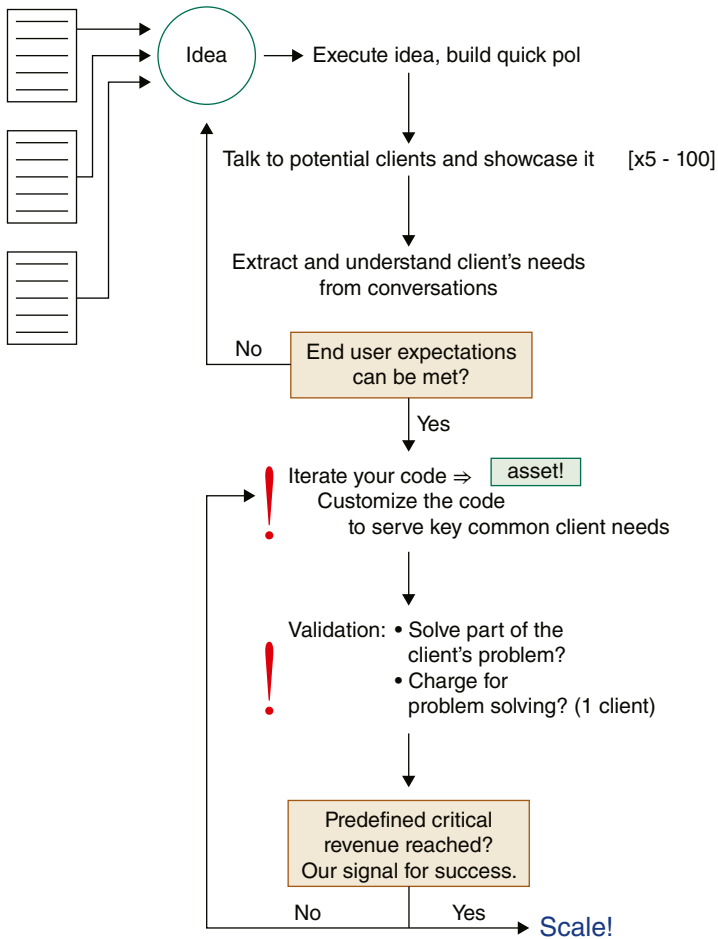 Idea
Execute idea, build quick pol
Talk to potential clients and showcase it [x5 - 100]
Extract and understand client's needs
from conversations
No
End user expectations
can be met?
Yes
! Iterate your code ⇒ asset!
Customize the code
to serve key common client needs
! Validation: • Solve part of the
client's problem?
• Charge for
problem solving? (1 client)
Predefined critical
revenue reached?
Our signal for success.
No Yes Scale!